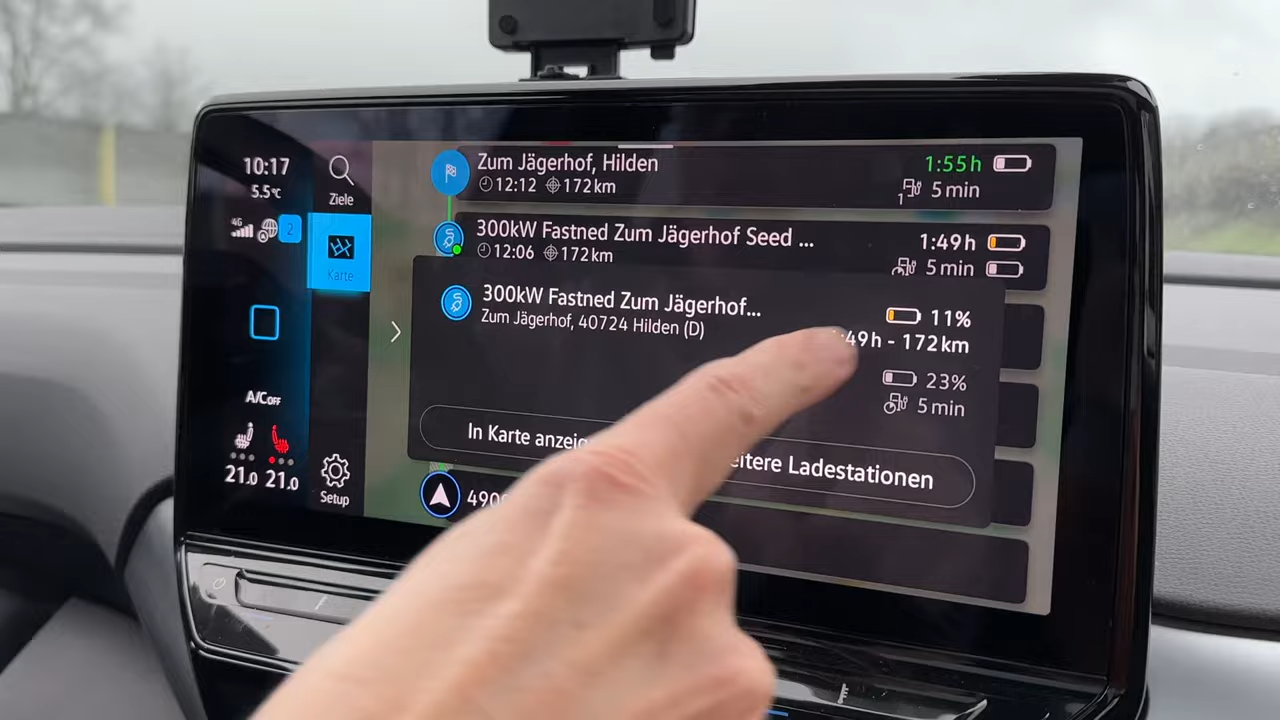 10:17
5.5°C
4G
2
Ziele
Karte
A/C OFF
21.0 21.0
Setup
Zum Jägerhof, Hilden
12:12 172 km
1:55 h
1 5 min
300kW Fastned Zum Jägerhof Seed ...
12:06 172 km
1:49 h
5 min
300kW Fastned Zum Jägerhof...
Zum Jägerhof, 40724 Hilden (D)
11%
:49 h - 172 km
23%
5 min
In Karte anzeig
eitere Ladestationen
490